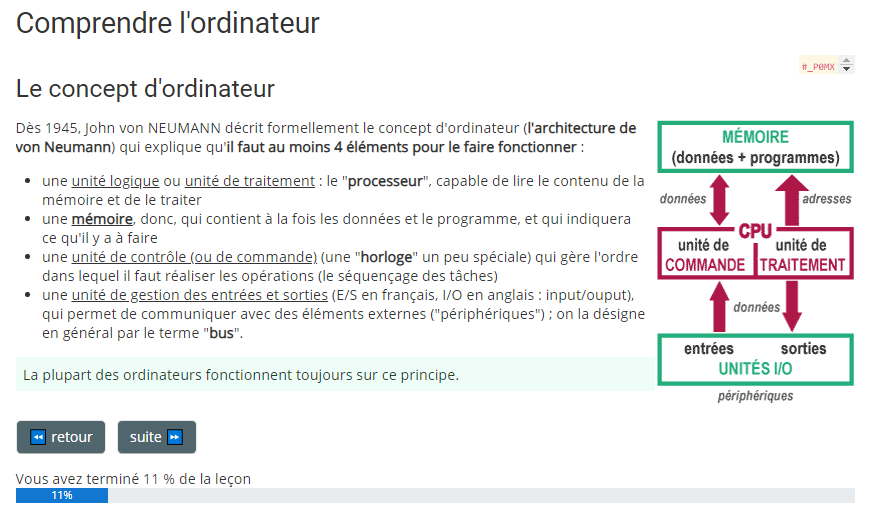 Comprendre l'ordinateur
#_P0MX
Le concept d'ordinateur
Dès 1945, John von NEUMANN décrit formellement le concept d'ordinateur (l'architecture de
von Neumann) qui explique qu'il faut au moins 4 éléments pour le faire fonctionner :
une unité logique ou unité de traitement : le "processeur", capable de lire le contenu de la
mémoire et de le traiter
une mémoire, donc, qui contient à la fois les données et le programme, et qui indiquera
ce qu'il y a à faire
une unité de contrôle (ou de commande) (une "horloge" un peu spéciale) qui gère l'ordre
dans lequel il faut réaliser les opérations (le séquençage des tâches)
une unité de gestion des entrées et sorties (E/S en français, I/O en anglais : input/ouput),
qui permet de communiquer avec des éléments externes ("périphériques") ; on la désigne
en général par le terme "bus".
La plupart des ordinateurs fonctionnent toujours sur ce principe.
MÉMOIRE
(données + programmes)
données adresses
CPU
unité de unité de
COMMANDE TRAITEMENT
données
entrées sorties
UNITÉS I/O
périphériques
retour suite
Vous avez terminé 11 % de la leçon
11%